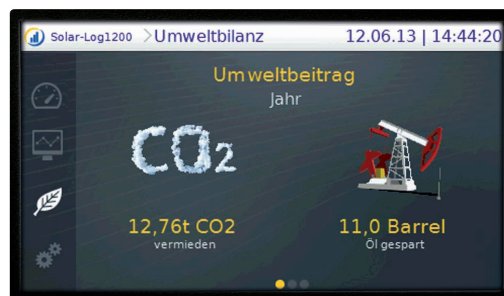 Solar-Log1200 >Umweltbilanz 12.06.13 | 14:44:20
Umweltbeitrag
Jahr
CO2
12,76t CO2 11,0 Barrel
vermieden Öl gespart